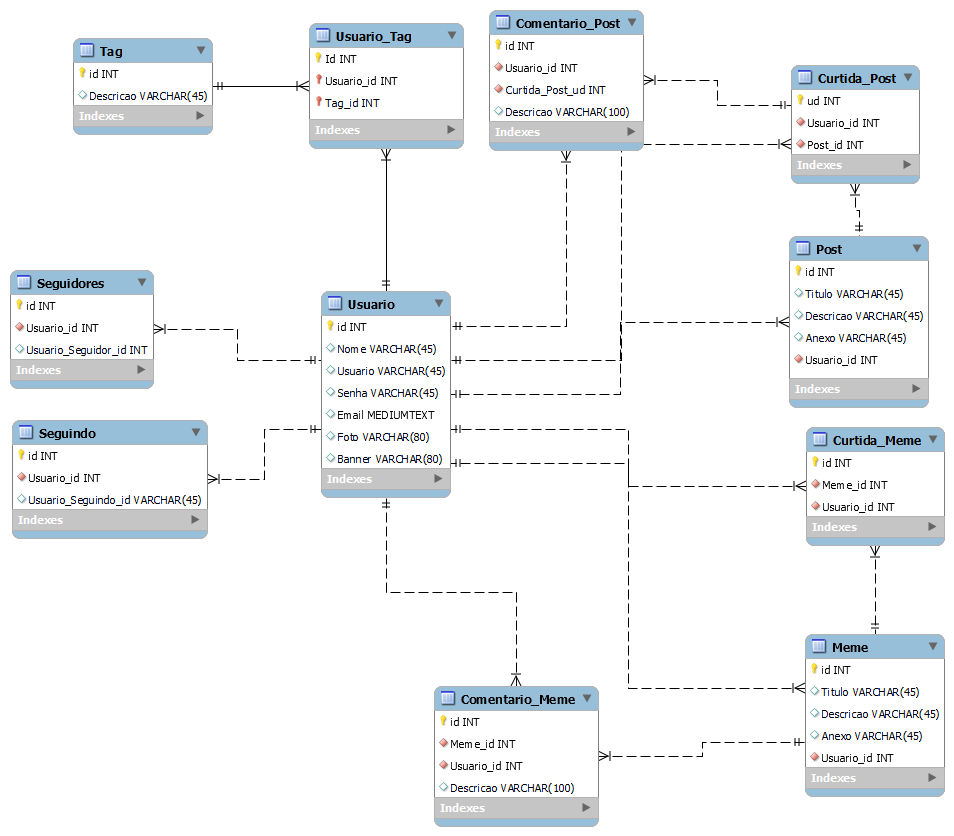 Tag
id INT
Descricao VARCHAR(45)
Indexes
Usuario_Tag
Id INT
Usuario_id INT
Tag_id INT
Indexes
Comentario_Post
id INT
Usuario_id INT
Curtida_Post_ud INT
Descricao VARCHAR(100)
Indexes
Curtida_Post
ud INT
Usuario_id INT
Post_id INT
Indexes
Post
id INT
Titulo VARCHAR(45)
Descricao VARCHAR(45)
Anexo VARCHAR(45)
Usuario_id INT
Indexes
Seguidores
id INT
Usuario_id INT
Usuario_Seguidor_id INT
Indexes
Usuario
id INT
Nome VARCHAR(45)
Usuario VARCHAR(45)
Senha VARCHAR(45)
Email MEDIUMTEXT
Foto VARCHAR(80)
Banner VARCHAR(80)
Indexes
Seguindo
id INT
Usuario_id INT
Usuario_Seguindo_id VARCHAR(45)
Indexes
Curtida_Meme
id INT
Meme_id INT
Usuario_id INT
Indexes
Meme
id INT
Titulo VARCHAR(45)
Descricao VARCHAR(45)
Anexo VARCHAR(45)
Usuario_id INT
Indexes
Comentario_Meme
id INT
Meme_id INT
Usuario_id INT
Descricao VARCHAR(100)
Indexes